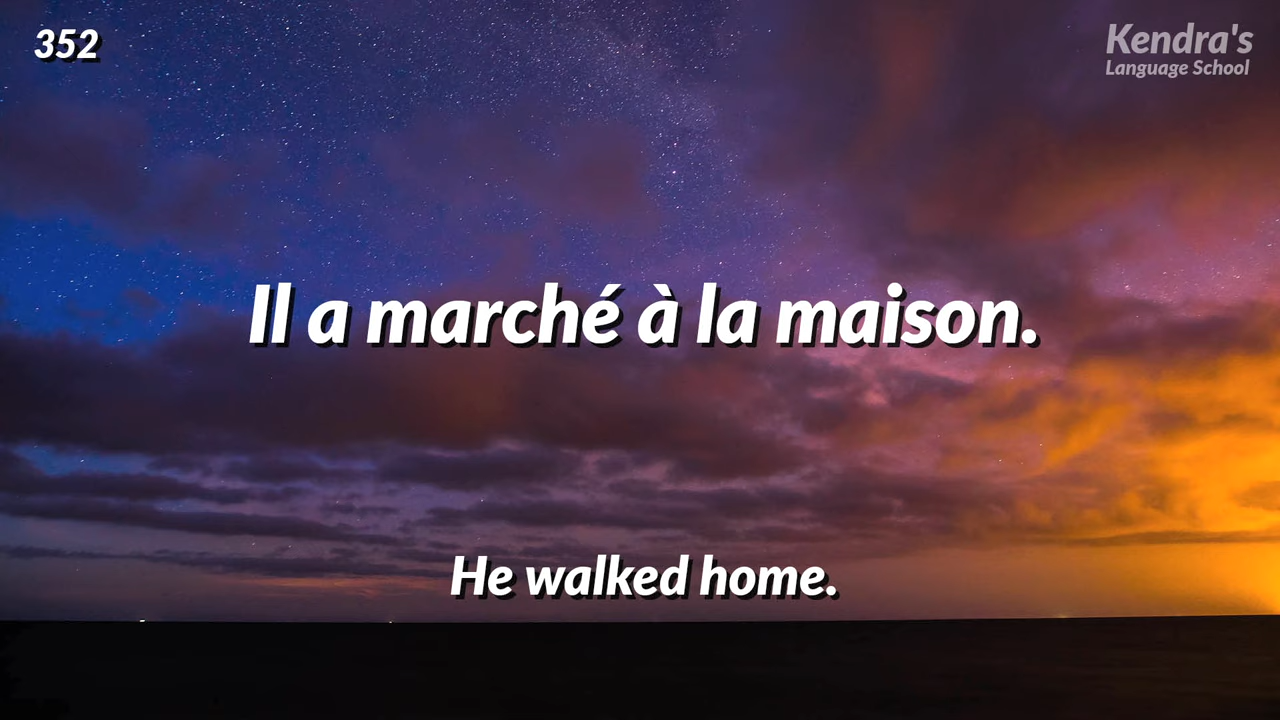 352
Kendra's
Language School
Il a marché à la maison.
He walked home.